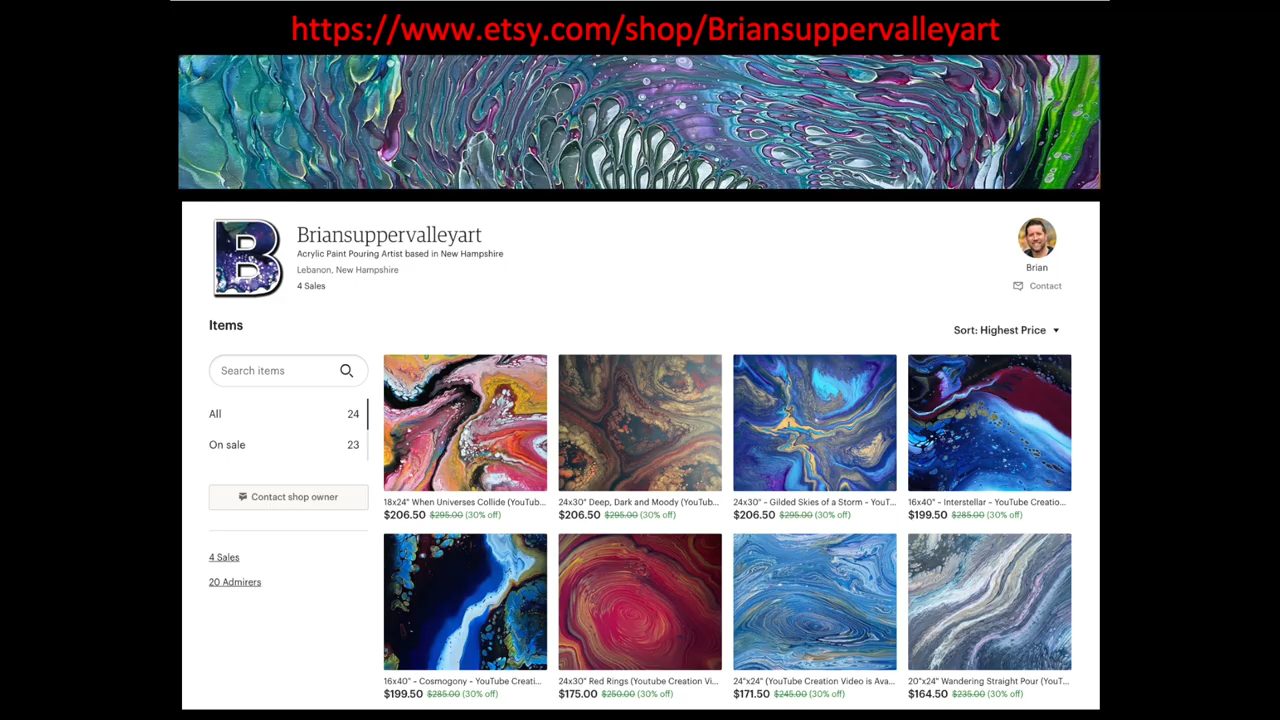 https://www.etsy.com/shop/Briansuppervalleyart
B
Briansuppervalleyart
Acrylic Paint Pouring Artist based in New Hampshire
Lebanon, New Hampshire
4 Sales
Brian
Contact
Items
Sort: Highest Price
Search items
All 24
On sale 23
Contact shop owner
4 Sales
20 Admirers
18x24" When Universes Collide (YouTub...
$206.50 $295.00 (30% off)
24x30" Deep, Dark and Moody (YouTub...
$206.50 $295.00 (30% off)
24x30" - Gilded Skies of a Storm - YouT...
$206.50 $295.00 (30% off)
16x40" - Interstellar - YouTube Creatio...
$199.50 $285.00 (30% off)
16x40" - Cosmogony - YouTube Creati...
$199.50 $285.00 (30% off)
24x30" Red Rings (Youtube Creation Vi...
$175.00 $250.00 (30% off)
24"x24" (YouTube Creation Video is Ava...
$171.50 $245.00 (30% off)
20"x24" Wandering Straight Pour (YouT...
$164.50 $235.00 (30% off)